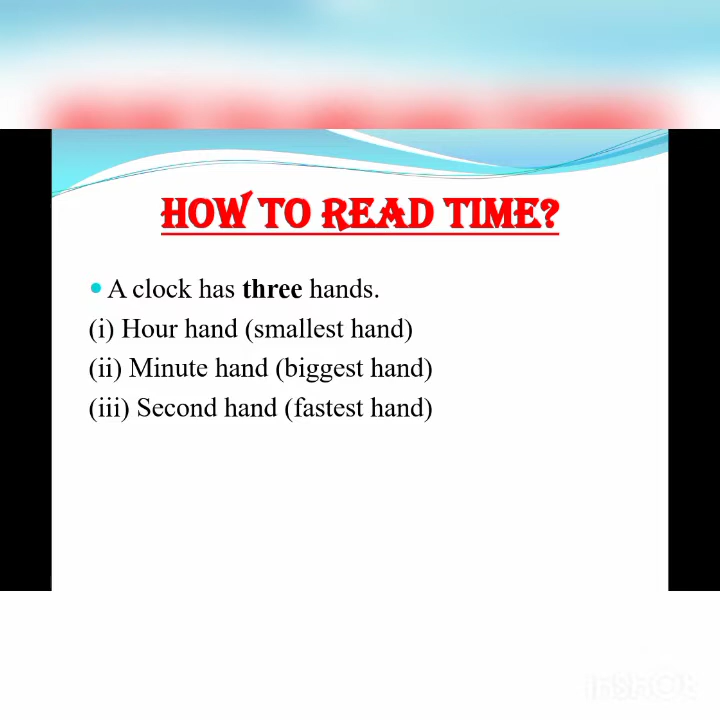 HOW TO READ TIME?
• A clock has three hands.
(i) Hour hand (smallest hand)
(ii) Minute hand (biggest hand)
(iii) Second hand (fastest hand)